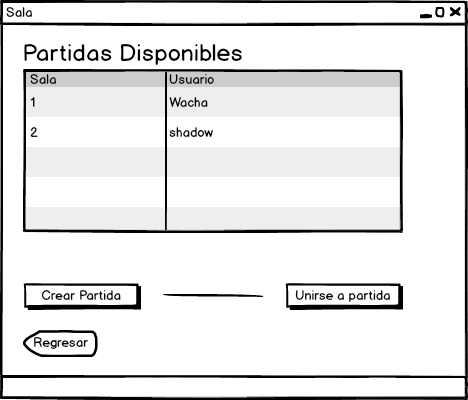 Sala
Partidas Disponibles
Sala Usuario
1 Wacha
2 shadow
Crear Partida Unirse a partida
Regresar